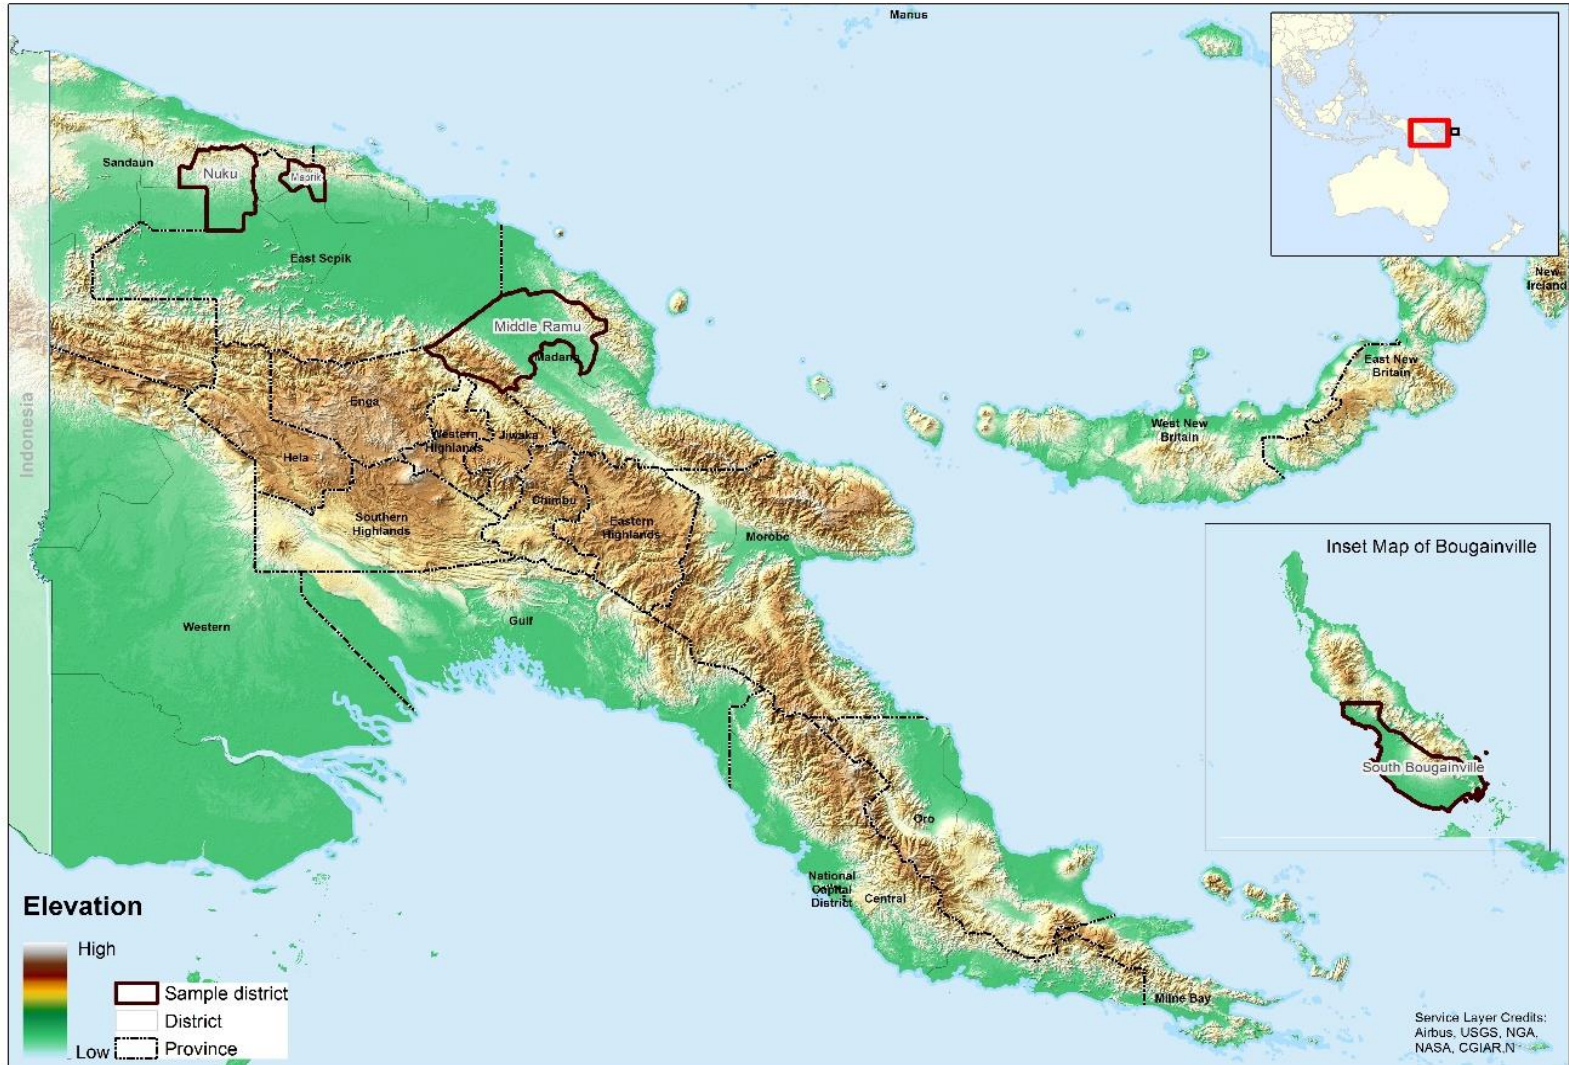 Manus
Sandaun
Nuku
Maprik
East Sepik
New
Ireland
Middle Ramu
Madang
East New
Britain
Indonesia
Enga
Western
Highlands
Jiwaka
West New
Britain
Hela
Chimbu
Southern
Highlands
Eastern
Highlands
Morobe
Inset Map of Bougainville
Western
Gulf
South Bougainville
Oro
National
Capital
District
Central
Milne Bay
Elevation
High
Low
Sample district
District
Province
Service Layer Credits:
Airbus, USGS, NGA,
NASA, CGIAR,N